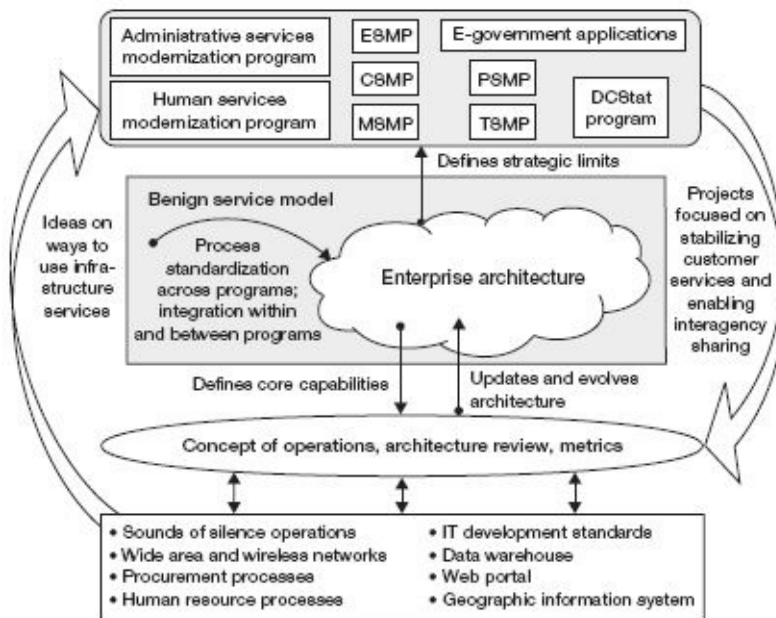 Administrative services
modernization program
ESMP
E-government applications
Human services
modernization program
CSMP
PSMP
DCStat
program
MSMP
TSMP
Defines strategic limits
Ideas on
ways to
use infra-
structure
services
Benign service model
Process
standardization
across programs;
integration within
and between programs
Enterprise architecture
Projects
focused on
stabilizing
customer
services and
enabling
interagency
sharing
Defines core capabilities
Updates and evolves
architecture
Concept of operations, architecture review, metrics
• Sounds of silence operations
• Wide area and wireless networks
• Procurement processes
• Human resource processes
• IT development standards
• Data warehouse
• Web portal
• Geographic information system